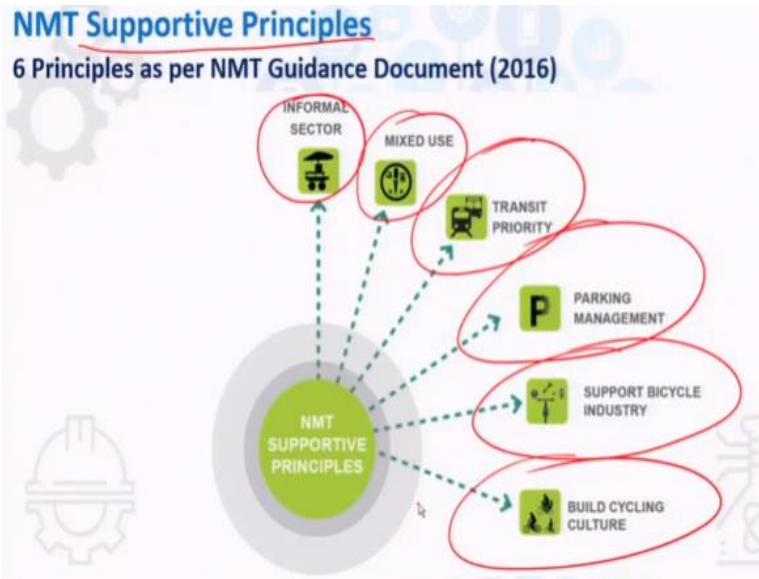 NMT Supportive Principles
6 Principles as per NMT Guidance Document (2016)
INFORMAL
SECTOR
MIXED USE
TRANSIT
PRIORITY
P
PARKING
MANAGEMENT
SUPPORT BICYCLE
INDUSTRY
BUILD CYCLING
CULTURE
NMT
SUPPORTIVE
PRINCIPLES